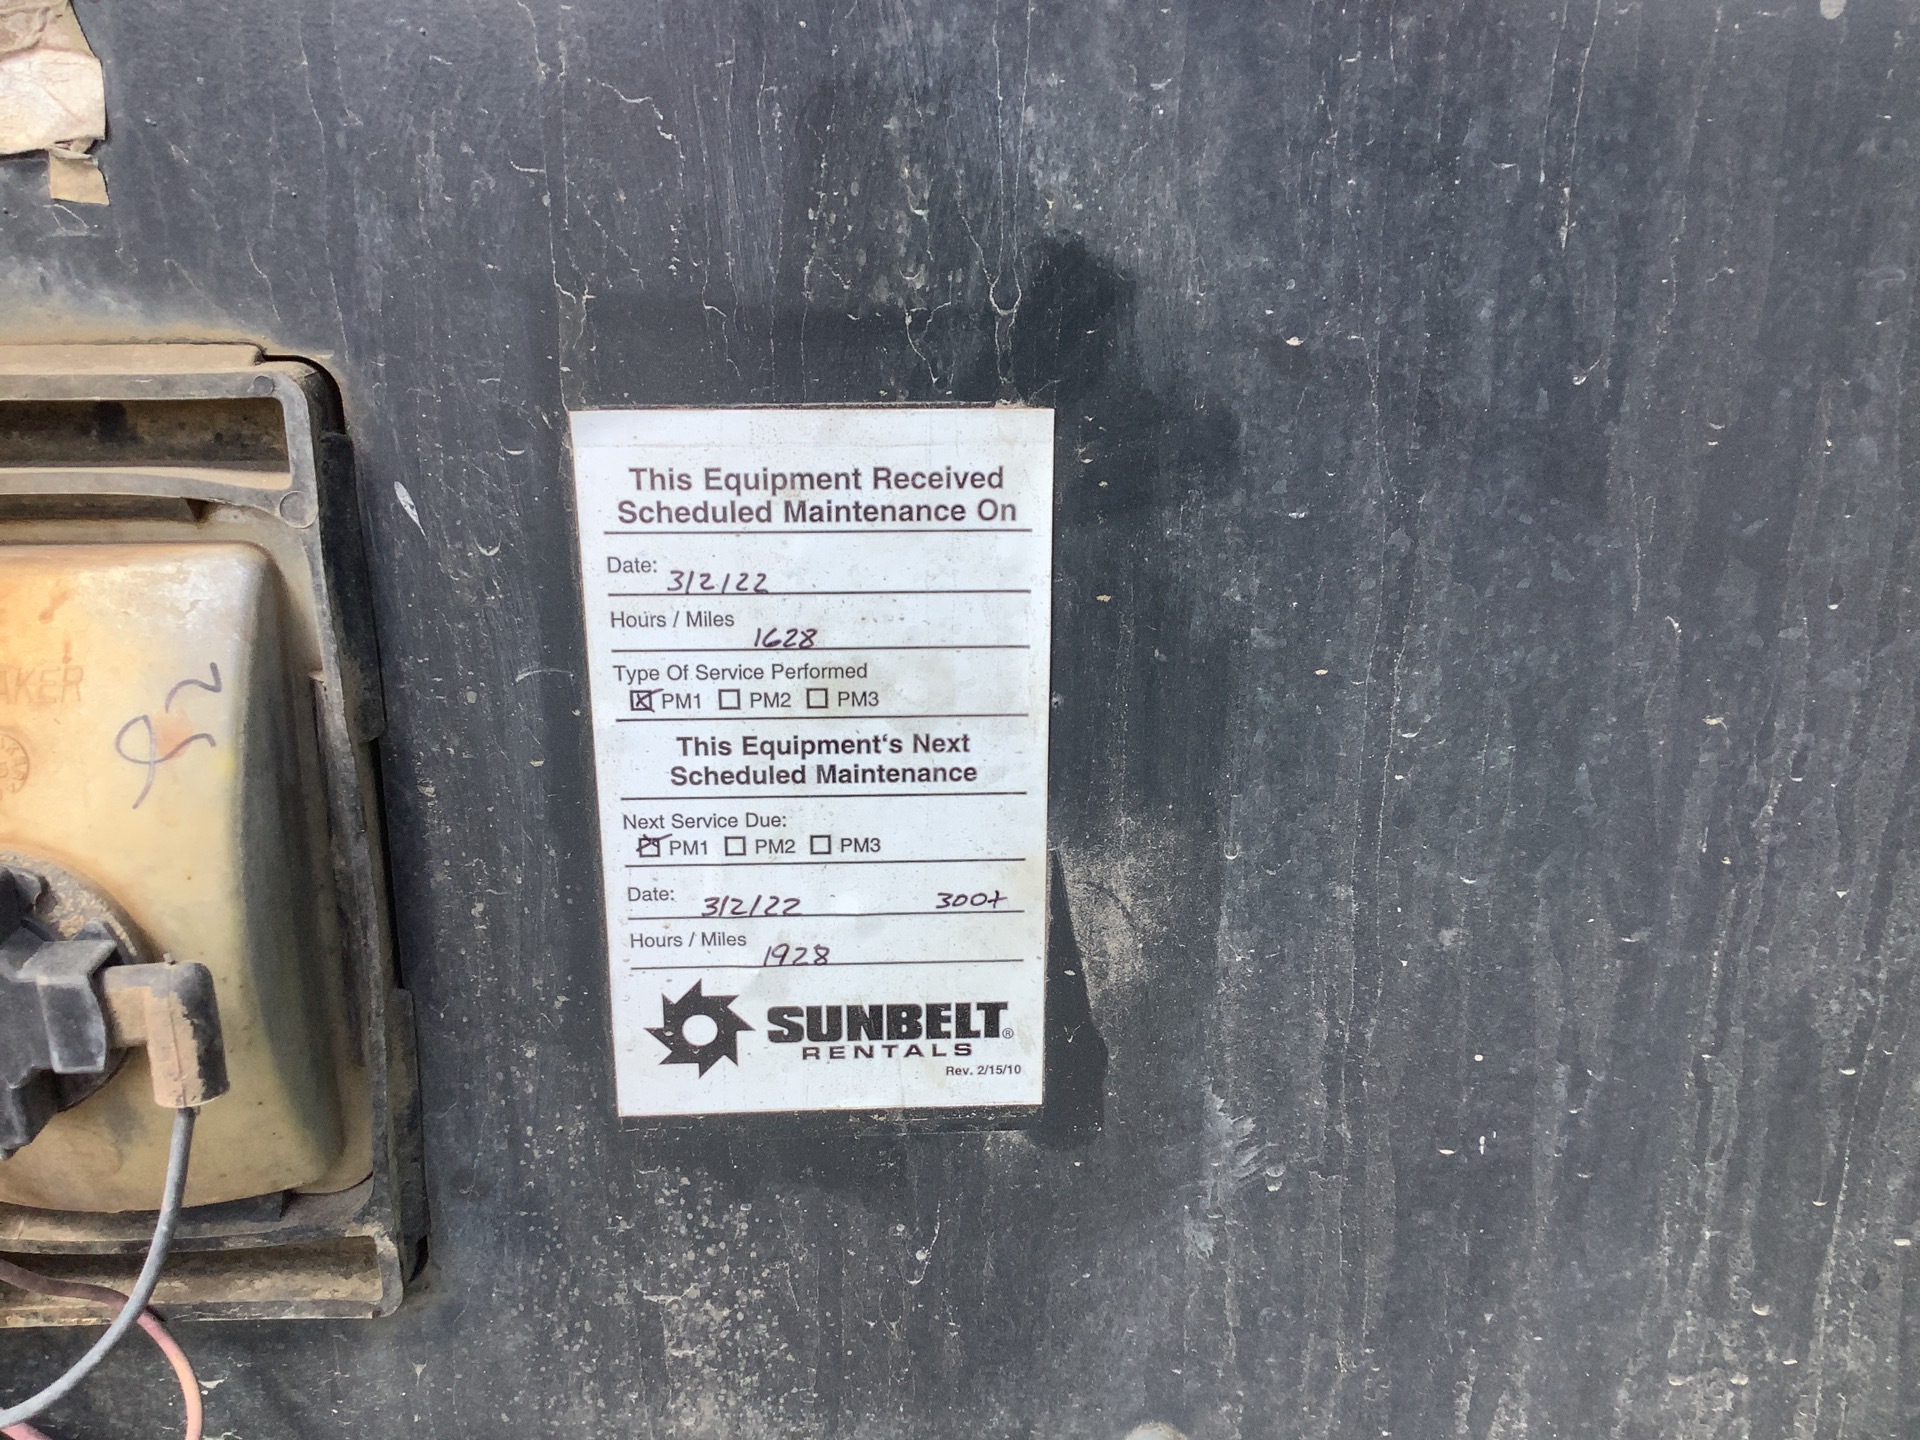 This Equipment Received
Scheduled Maintenance On
Date: 3/2/22
Hours / Miles 1628
Type Of Service Performed
PM1 PM2 PM3
This Equipment's Next
Scheduled Maintenance
Next Service Due:
PM1 PM2 PM3
Date: 3/2/22 300+
Hours / Miles 1928
SUNBELT®
RENTALS
Rev. 2/15/10
AKER